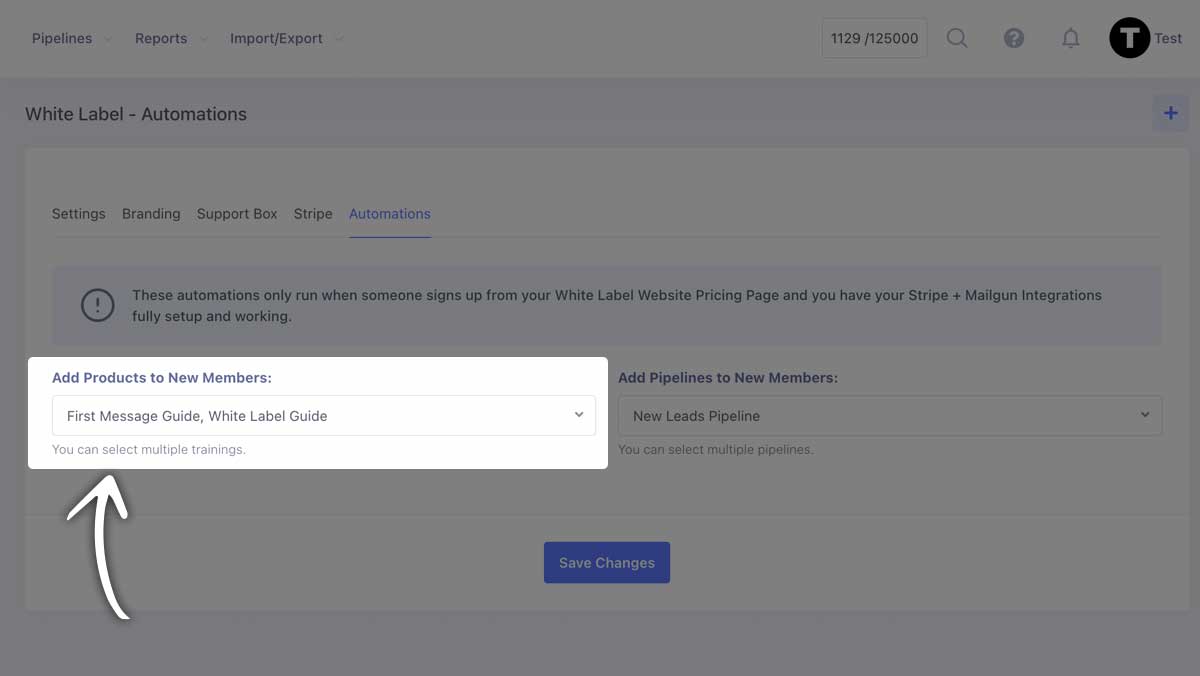 Pipelines Reports Import/Export 1129 /125000 T Test
White Label - Automations
Settings Branding Support Box Stripe Automations
These automations only run when someone signs up from your White Label Website Pricing Page and you have your Stripe + Mailgun Integrations
fully setup and working.
Add Products to New Members: Add Pipelines to New Members:
First Message Guide, White Label Guide New Leads Pipeline
You can select multiple trainings. You can select multiple pipelines.
Save Changes